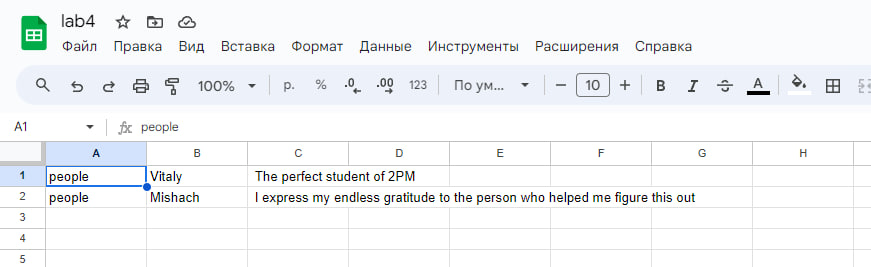 lab4
Файл Правка Вид Вставка Формат Данные Инструменты Расширения Справка
100% р. % .0 .00 123 По ум... − 10 + B I S A
A1 fx people
A B C D E F G H
1 people Vitaly The perfect student of 2PM
2 people Mishach I express my endless gratitude to the person who helped me figure this out
3
4
5